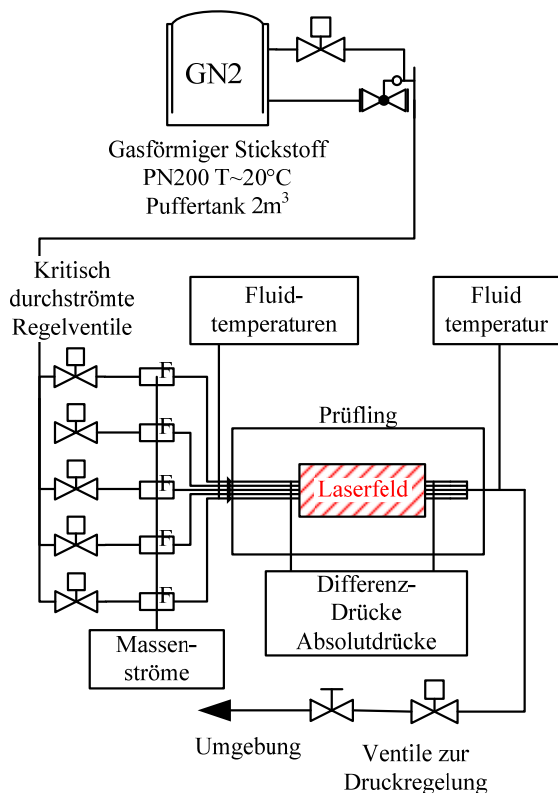 GN2
Gasförmiger Stickstoff
PN200 T~20°C
Puffertank 2m³
Kritisch
durchströmte
Regelventile
Fluid-
temperaturen
Fluid
temperatur
F
F
F
F
F
Prüfling
Laserfeld
Differenz-
Drücke
Absolutdrücke
Massen-
ströme
Umgebung
Ventile zur
Druckregelung